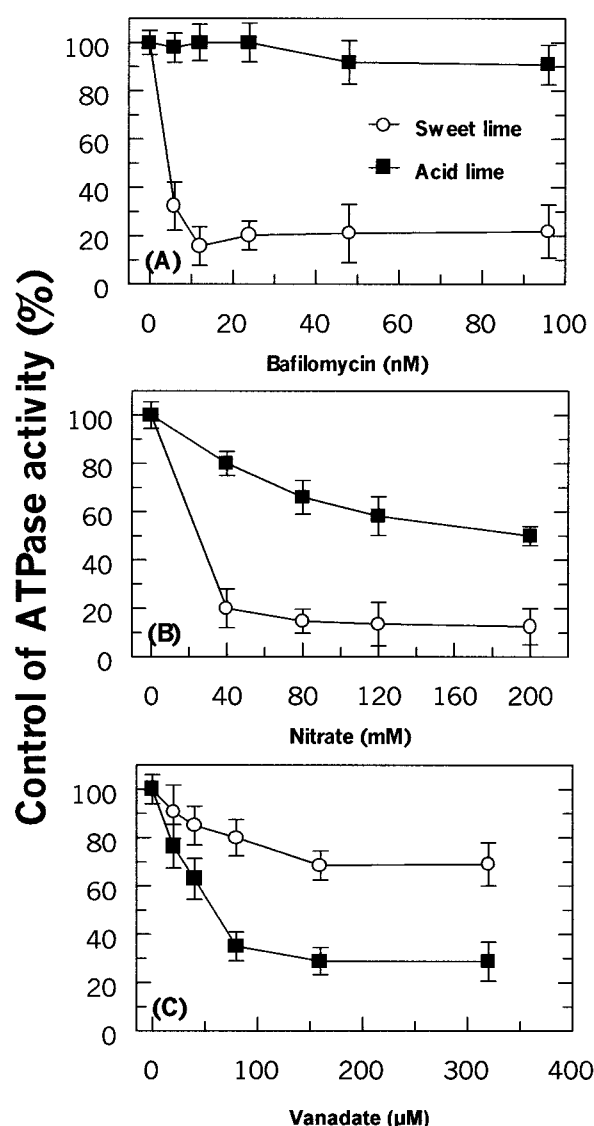 Control of ATPase activity (%)
100
80
60
40
20
0
Sweet lime
Acid lime
(A)
0 20 40 60 80 100
Bafilomycin (nM)
100
80
60
40
20
0
(B)
0 40 80 120 160 200
Nitrate (mM)
100
80
60
40
20
0
(C)
0 100 200 300 400
Vanadate (µM)